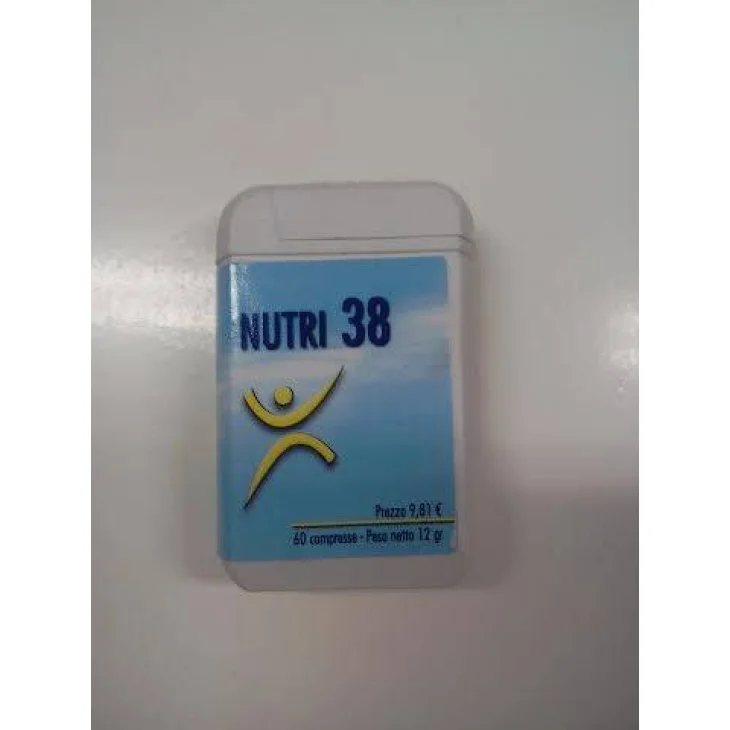 NUTRI 38
Prezzo 9,81 €
60 compresse - Peso netto 12 gr